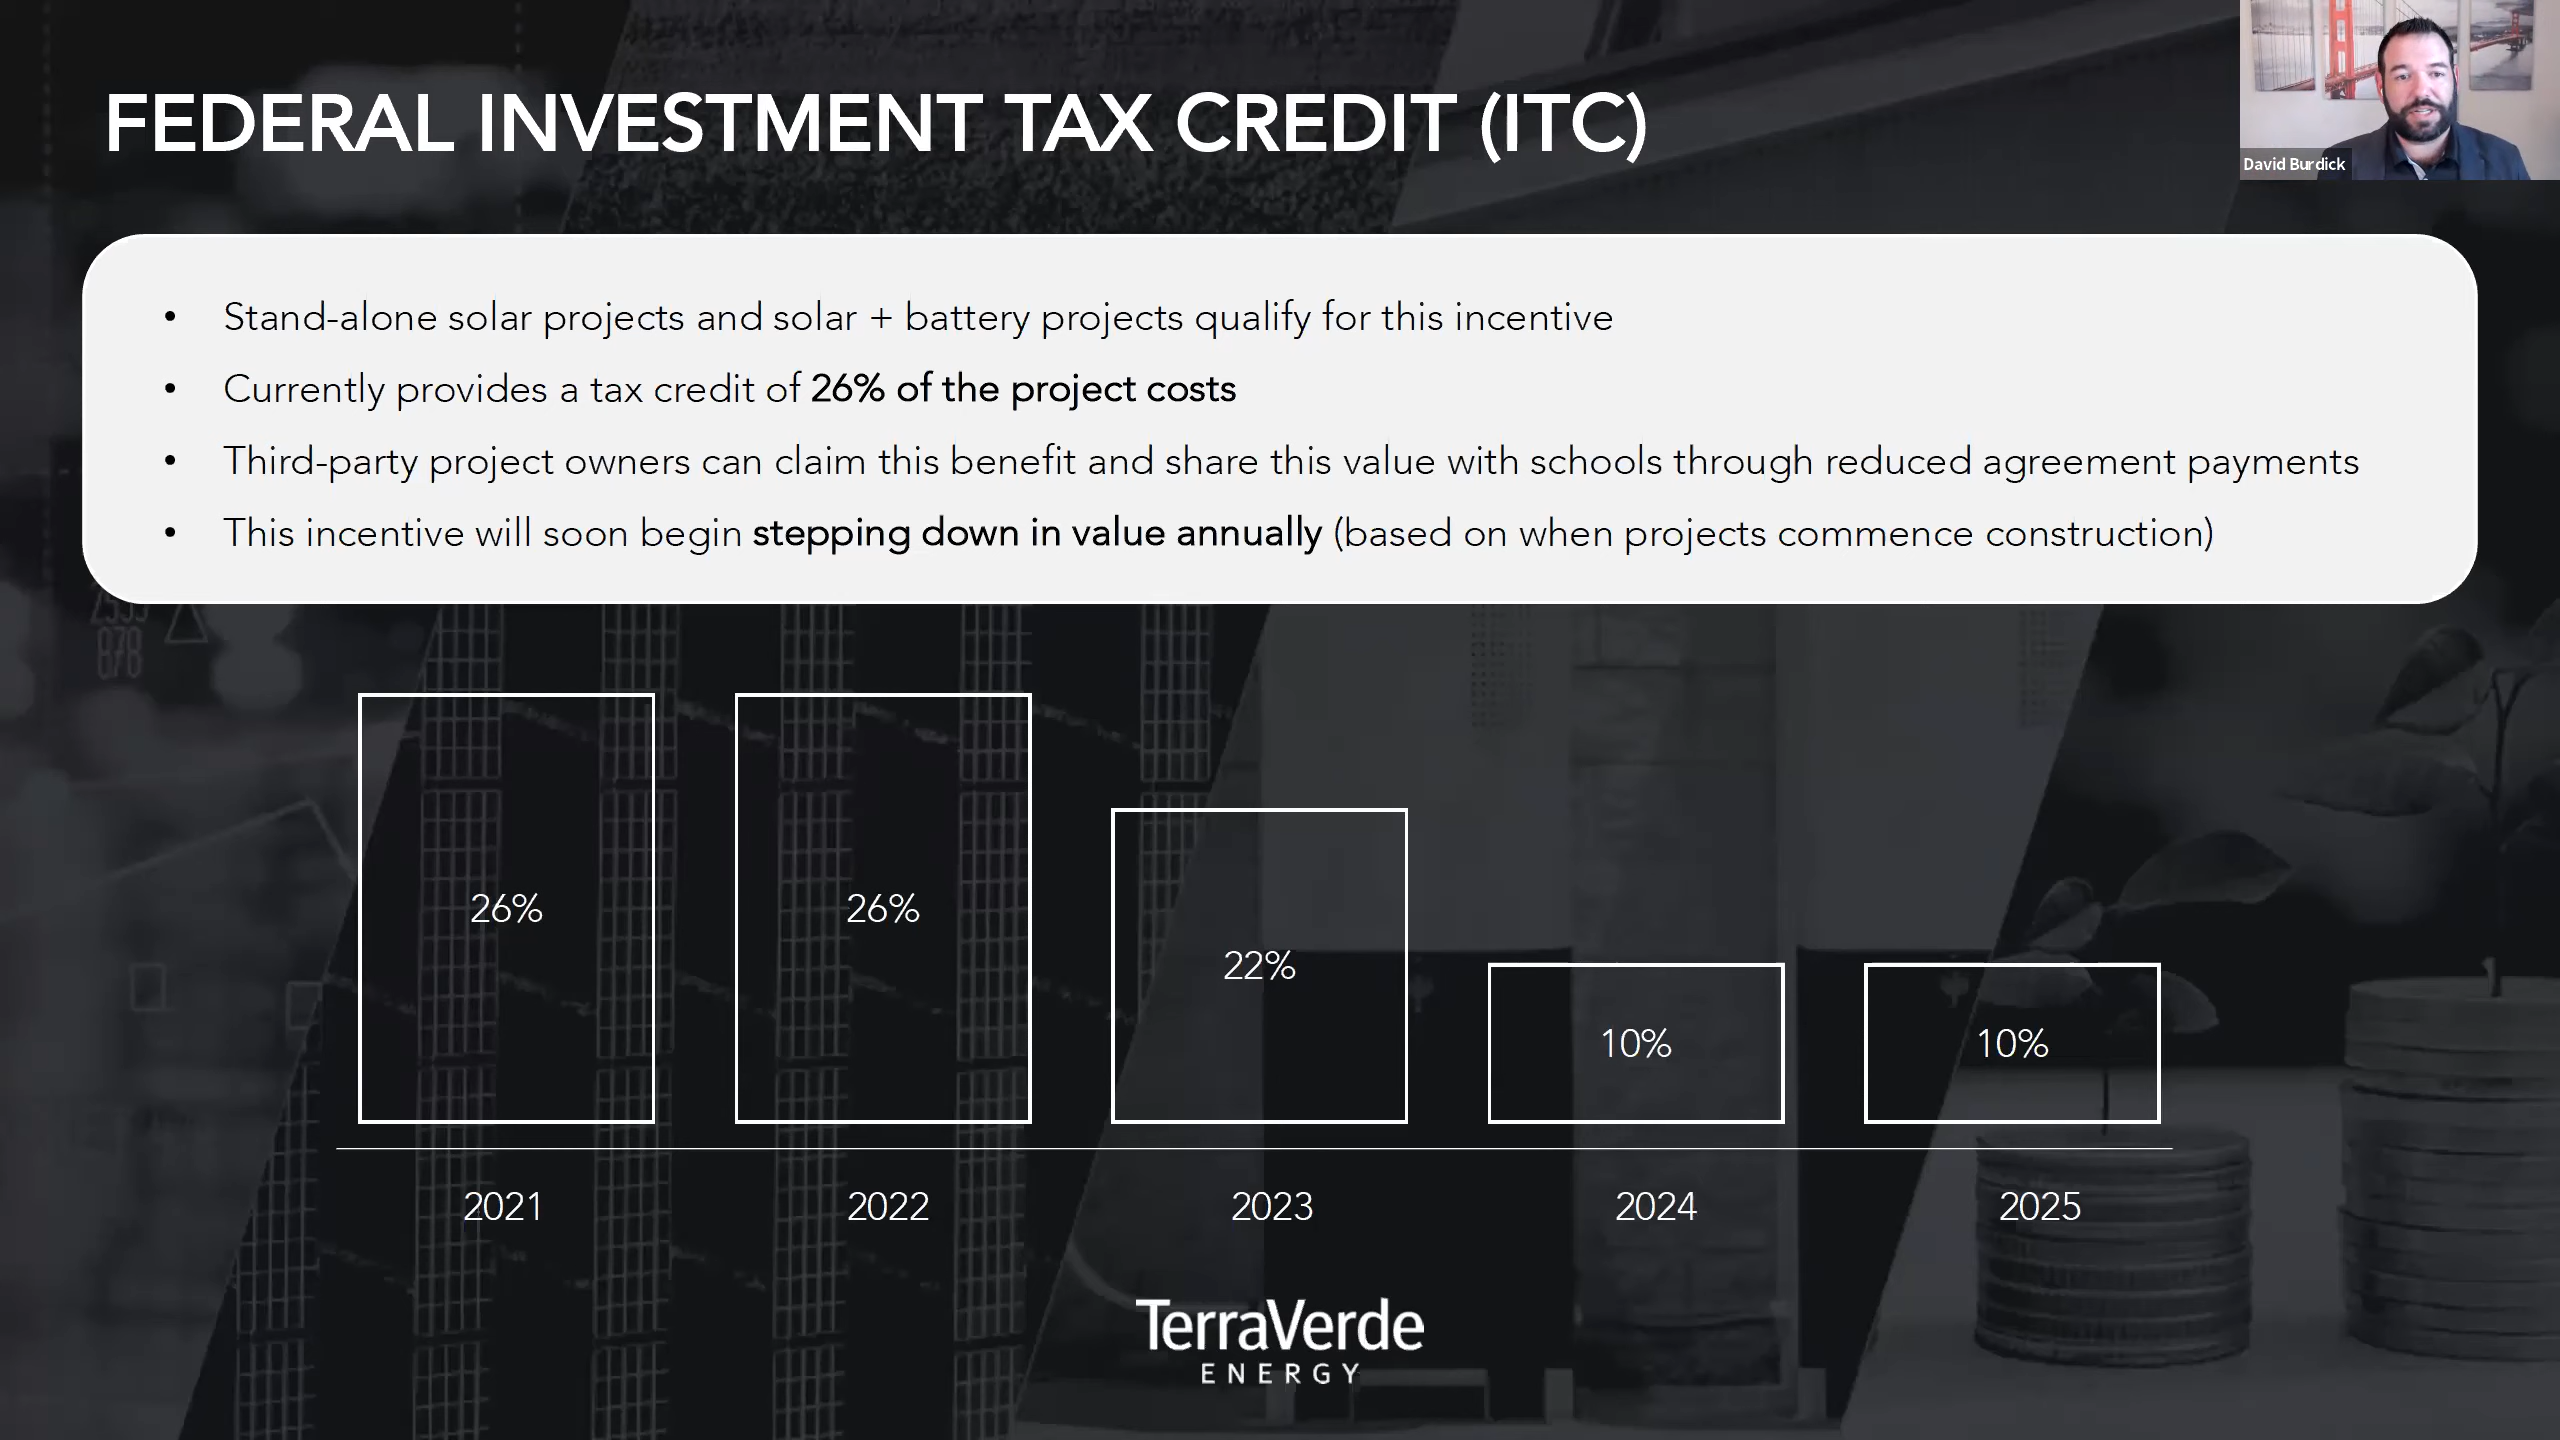 FEDERAL INVESTMENT TAX CREDIT (ITC)
David Burdick
• Stand-alone solar projects and solar + battery projects qualify for this incentive
• Currently provides a tax credit of 26% of the project costs
• Third-party project owners can claim this benefit and share this value with schools through reduced agreement payments
• This incentive will soon begin stepping down in value annually (based on when projects commence construction)
878
26%
26%
22%
10%
10%
2021
2022
2023
2024
2025
TerraVerde
ENERGY